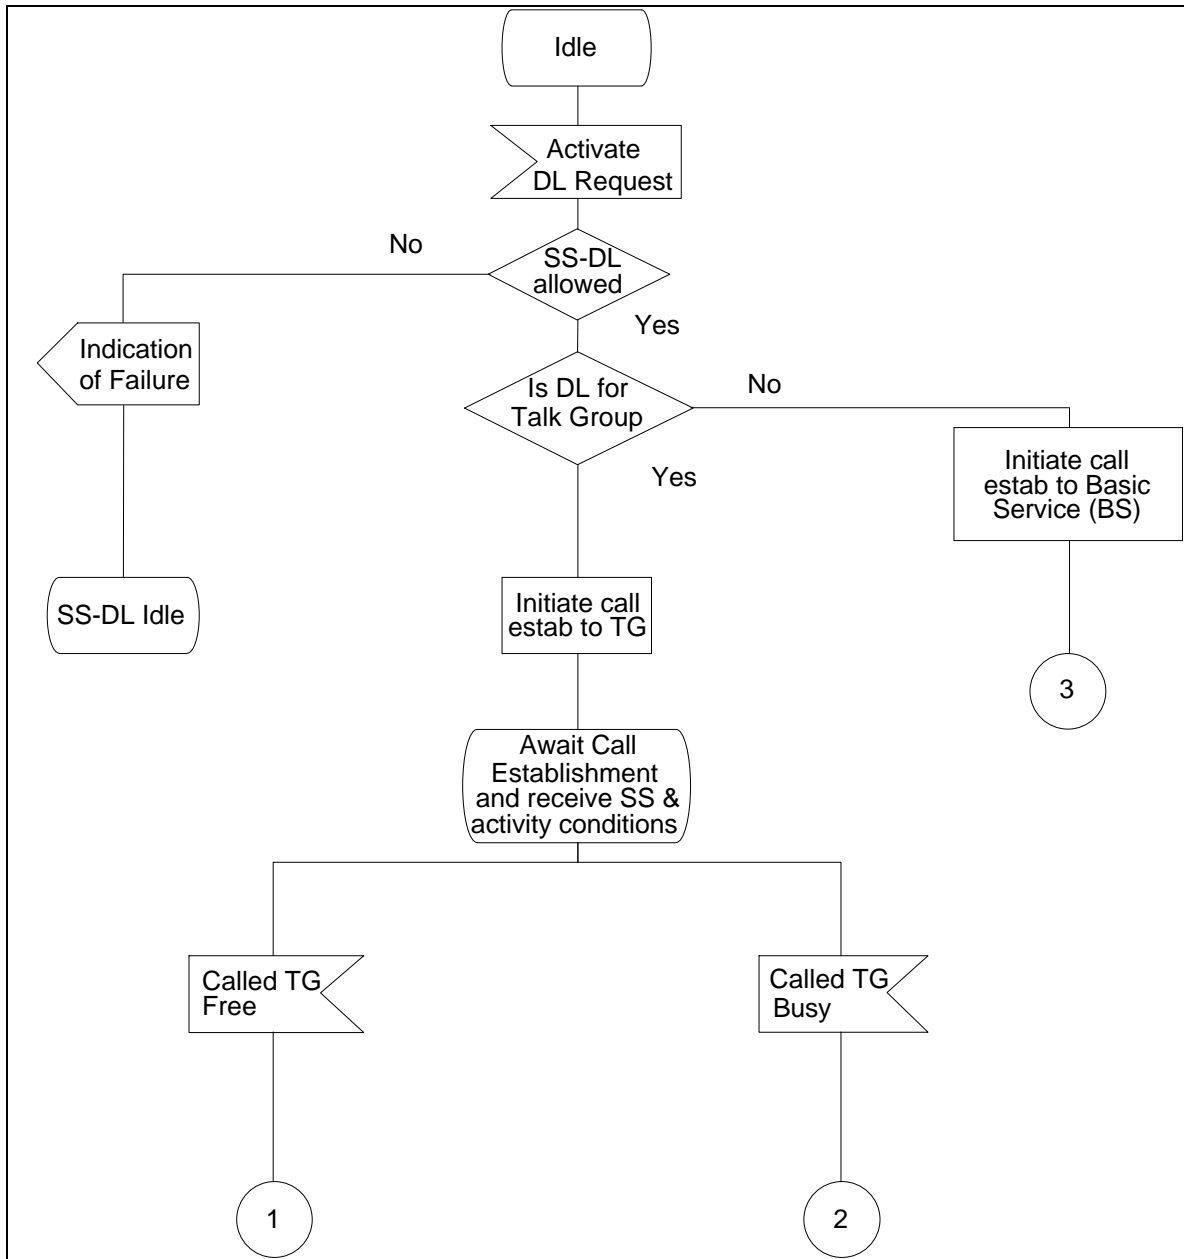 Idle
Activate
DL Request
No
SS-DL
allowed
Yes
Indication
of Failure
Is DL for
Talk Group
No
Yes
Initiate call
estab to Basic
Service (BS)
SS-DL Idle
Initiate call
estab to TG
3
Await Call
Establishment
and receive SS &
activity conditions
Called TG
Free
Called TG
Busy
1
2